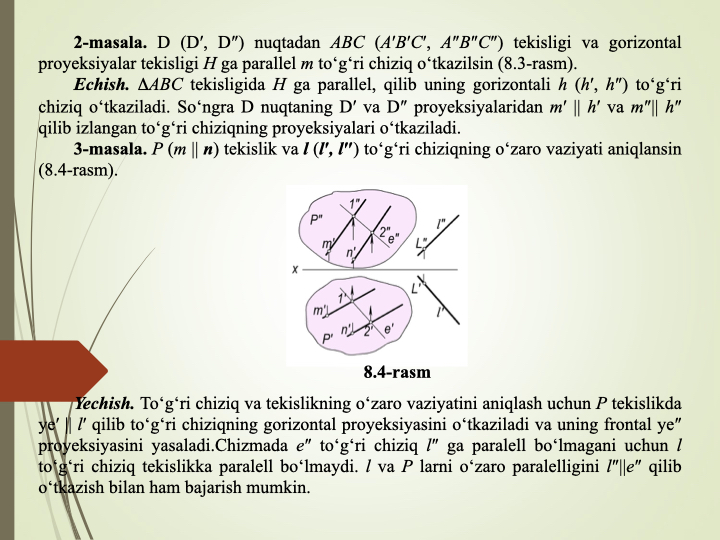 2-masala. D (D′, D″) nuqtadan ABC (A′B′C′, A″B″C″) tekisligi va gorizontal
proyeksiyalar tekisligi H ga parallel m to‘g‘ri chiziq o‘tkazilsin (8.3-rasm).
Echish. ΔABC tekisligida H ga parallel, qilib uning gorizontali h (h′, h″) to‘g‘ri
chiziq o‘tkaziladi. So‘ngra D nuqtaning D′ va D″ proyeksiyalaridan m′ || h′ va m″|| h″
qilib izlangan to‘g‘ri chiziqning proyeksiyalari o‘tkaziladi.
3-masala. P (m || n) tekislik va l (l′, l″) to‘g‘ri chiziqning o‘zaro vaziyati aniqlansin
(8.4-rasm).
1″
P″
2″
l″
e″
L″
m″
n″
x
L′
1′
m′
n′
2′
e′
l′
P′
8.4-rasm
Yechish. To‘g‘ri chiziq va tekislikning o‘zaro vaziyatini aniqlash uchun P tekislikda
ye′ || l′ qilib to‘g‘ri chiziqning gorizontal proyeksiyasini o‘tkaziladi va uning frontal ye″
proyeksiyasini yasaladi.Chizmada e″ to‘g‘ri chiziq l″ ga paralell bo‘lmagani uchun l
to‘g‘ri chiziq tekislikka paralell bo‘lmaydi. l va P larni o‘zaro paralelligini l″||e″ qilib
o‘tkazish bilan ham bajarish mumkin.